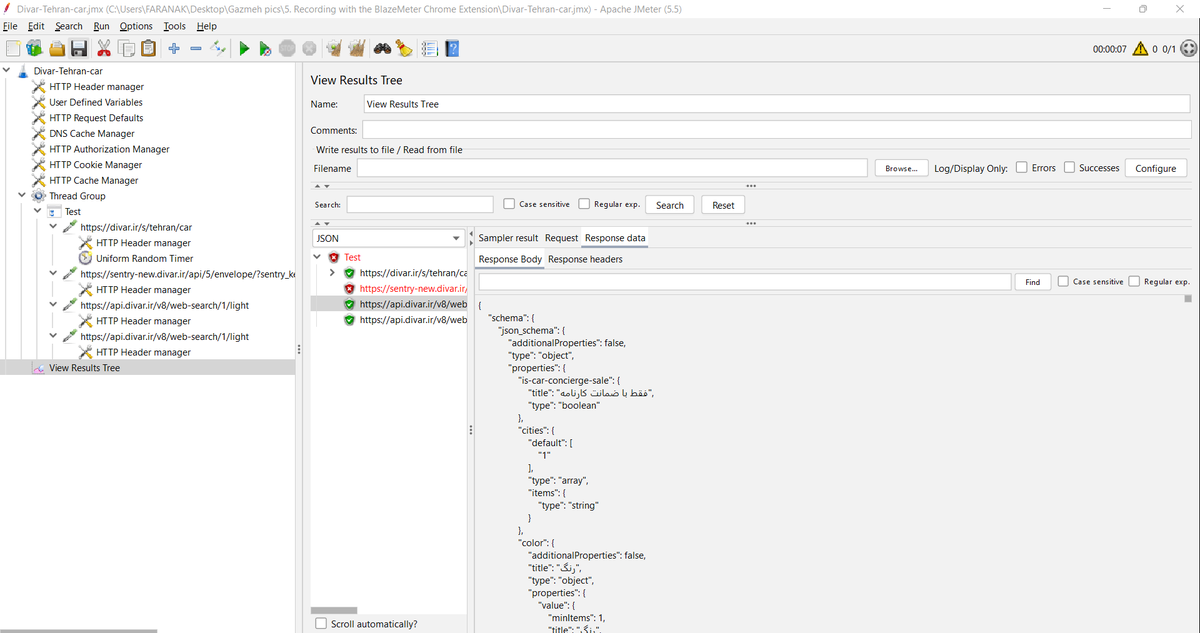 Divar-Tehran-car.jmx (C:\Users\FARANAK\Desktop\Gazmeh pics\5. Recording with the BlazeMeter Chrome Extension\Divar-Tehran-car.jmx) - Apache JMeter (5.5)
File Edit Search Run Options Tools Help
00:00:07 0 0/1
Divar-Tehran-car
HTTP Header manager
User Defined Variables
HTTP Request Defaults
DNS Cache Manager
HTTP Authorization Manager
HTTP Cookie Manager
HTTP Cache Manager
Thread Group
Test
https://divar.ir/s/tehran/car
HTTP Header manager
Uniform Random Timer
https://sentry-new.divar.ir/api/5/envelope/?sentry_ke
HTTP Header manager
https://api.divar.ir/v8/web-search/1/light
HTTP Header manager
https://api.divar.ir/v8/web-search/1/light
HTTP Header manager
View Results Tree
View Results Tree
Name: View Results Tree
Comments:
Write results to file / Read from file
Filename Browse... Log/Display Only: Errors Successes Configure
Search: Case sensitive Regular exp. Search Reset
JSON
Test
https://divar.ir/s/tehran/ca
https://sentry-new.divar.ir/
https://api.divar.ir/v8/web
https://api.divar.ir/v8/web
Scroll automatically?
Sampler result Request Response data
Response Body Response headers
Find Case sensitive Regular exp.
{
"schema": {
"json_schema": {
"additionalProperties": false,
"type": "object",
"properties": {
"is-car-concierge-sale": {
"title": "فقط با ضمانت کارنامه",
"type": "boolean"
},
"cities": {
"default": [
"1"
],
"type": "array",
"items": {
"type": "string"
}
},
"color": {
"additionalProperties": false,
"title": "رنگ",
"type": "object",
"properties": {
"value": {
"minItems": 1,
"title": "رنگ",